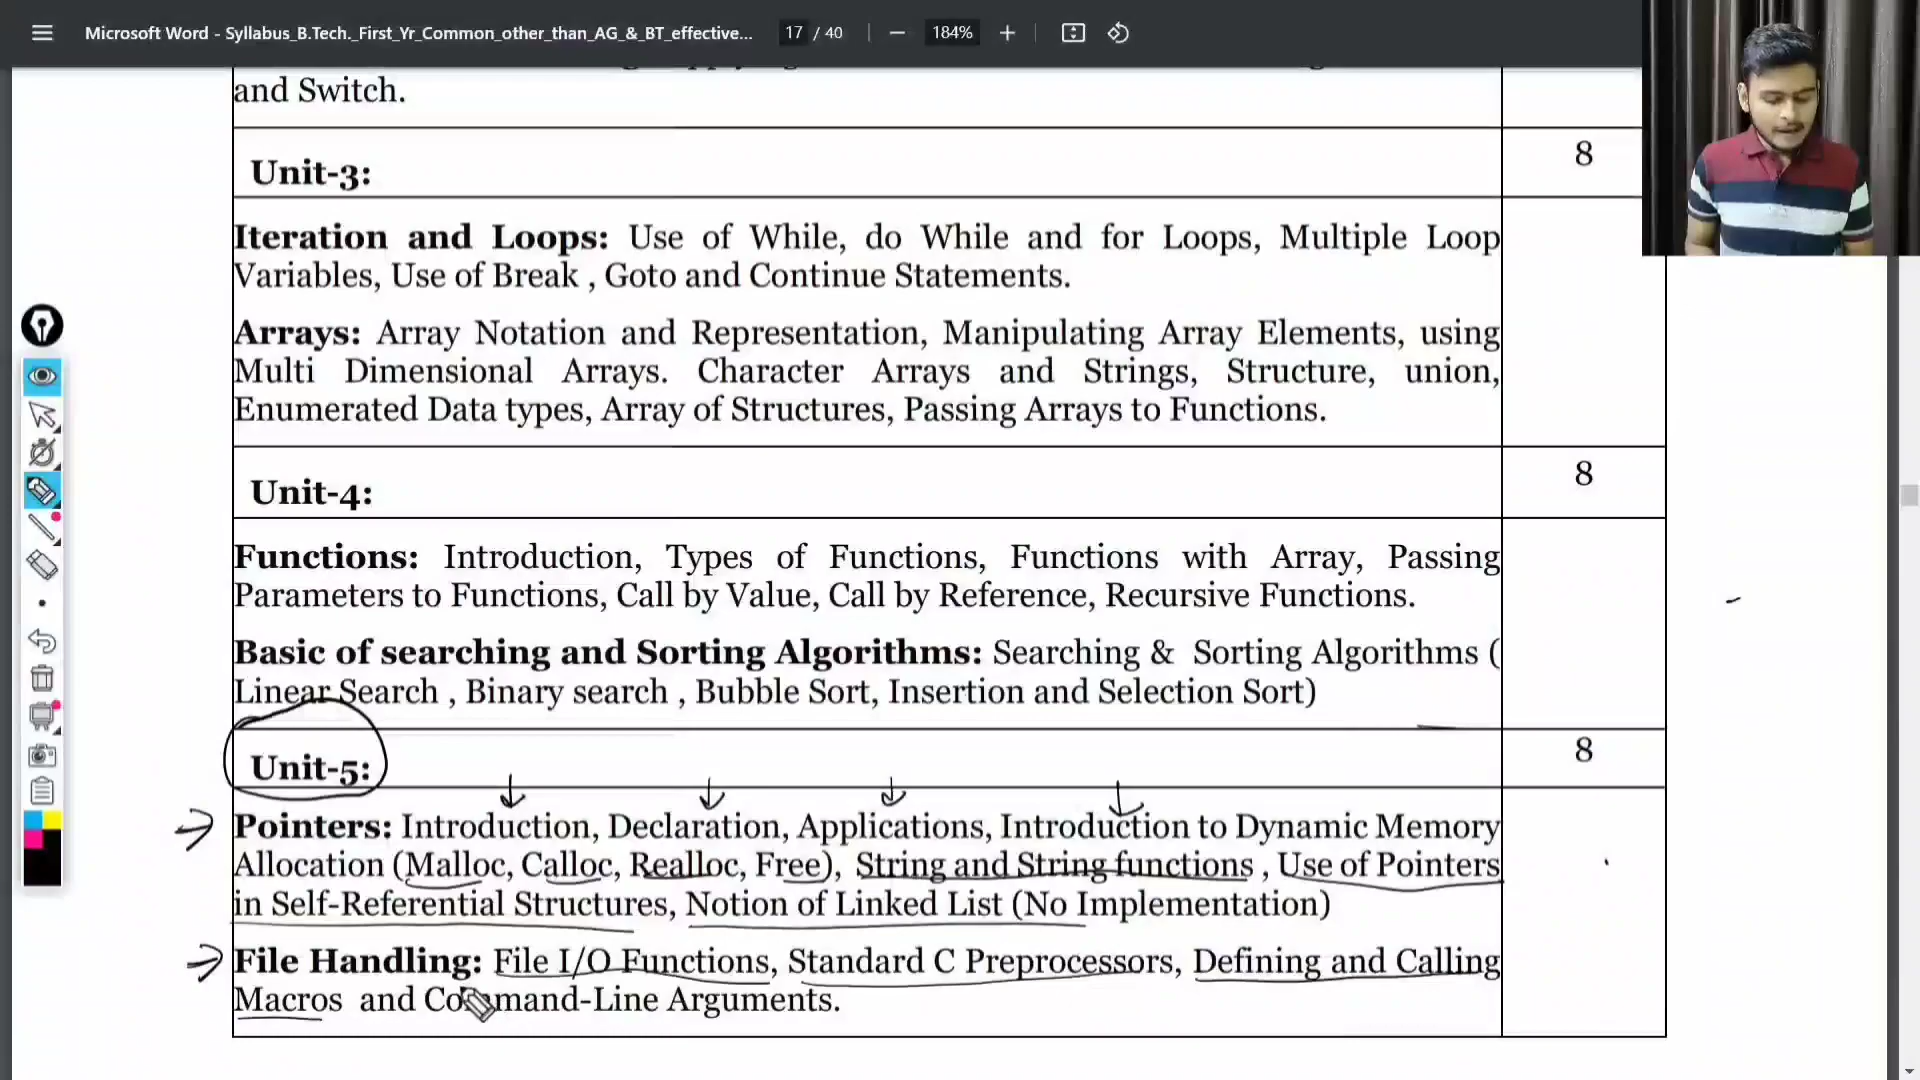 Microsoft Word - Syllabus_B.Tech._First_Yr_Common_other_than_AG_&_BT_effective... 17 / 40 184%
and Switch.
Unit-3: 8
Iteration and Loops: Use of While, do While and for Loops, Multiple Loop
Variables, Use of Break , Goto and Continue Statements.
Arrays: Array Notation and Representation, Manipulating Array Elements, using
Multi Dimensional Arrays. Character Arrays and Strings, Structure, union,
Enumerated Data types, Array of Structures, Passing Arrays to Functions.
Unit-4: 8
Functions: Introduction, Types of Functions, Functions with Array, Passing
Parameters to Functions, Call by Value, Call by Reference, Recursive Functions.
Basic of searching and Sorting Algorithms: Searching & Sorting Algorithms (
Linear Search , Binary search , Bubble Sort, Insertion and Selection Sort)
Unit-5: 8
Pointers: Introduction, Declaration, Applications, Introduction to Dynamic Memory
Allocation (Malloc, Calloc, Realloc, Free), String and String functions , Use of Pointers
in Self-Referential Structures, Notion of Linked List (No Implementation)
File Handling: File I/O Functions, Standard C Preprocessors, Defining and Calling
Macros and Command-Line Arguments.